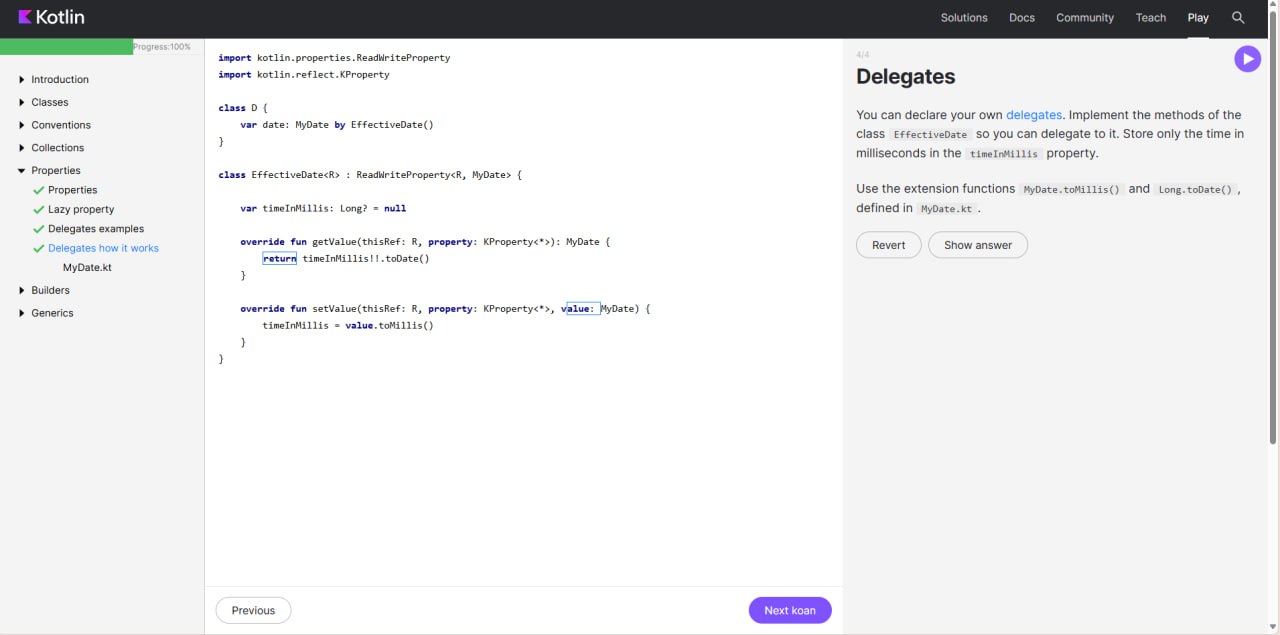 Kotlin
Solutions Docs Community Teach Play
Progress:100%
Introduction
Classes
Conventions
Collections
Properties
Properties
Lazy property
Delegates examples
Delegates how it works
MyDate.kt
Builders
Generics
import kotlin.properties.ReadWriteProperty
import kotlin.reflect.KProperty
class D {
var date: MyDate by EffectiveDate()
}
class EffectiveDate<R> : ReadWriteProperty<R, MyDate> {
var timeInMillis: Long? = null
override fun getValue(thisRef: R, property: KProperty<*>): MyDate {
return timeInMillis!!.toDate()
}
override fun setValue(thisRef: R, property: KProperty<*>, value: MyDate) {
timeInMillis = value.toMillis()
}
}
Previous
Next koan
4/4
Delegates
You can declare your own delegates. Implement the methods of the
class EffectiveDate so you can delegate to it. Store only the time in
milliseconds in the timeInMillis property.
Use the extension functions MyDate.toMillis() and Long.toDate(),
defined in MyDate.kt.
Revert
Show answer